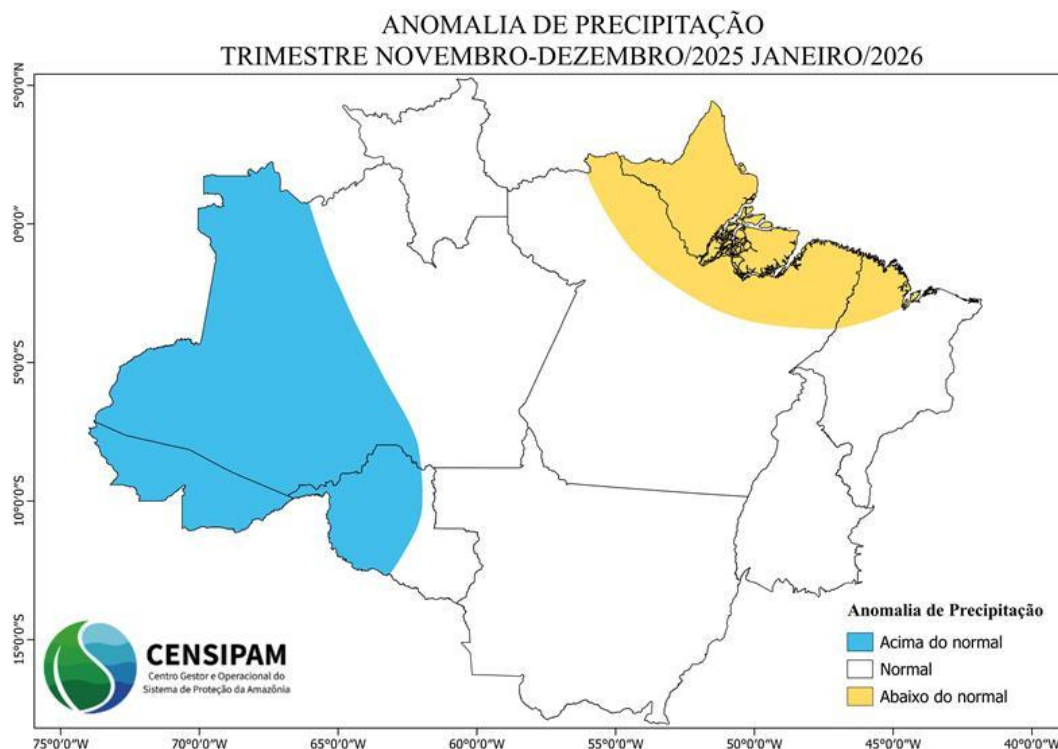 ANOMALIA DE PRECIPITAÇÃO
TRIMESTRE NOVEMBRO-DEZEMBRO/2025 JANEIRO/2026
5°0'0"N
0°0'0"
5°0'0"S
10°0'0"S
15°0'0"S
75°0'0"W
70°0'0"W
65°0'0"W
60°0'0"W
55°0'0"W
50°0'0"W
45°0'0"W
40°0'0"W
CENSIPAM
Centro Gestor e Operacional do
Sistema de Proteção da Amazônia
Anomalia de Precipitação
Acima do normal
Normal
Abaixo do normal